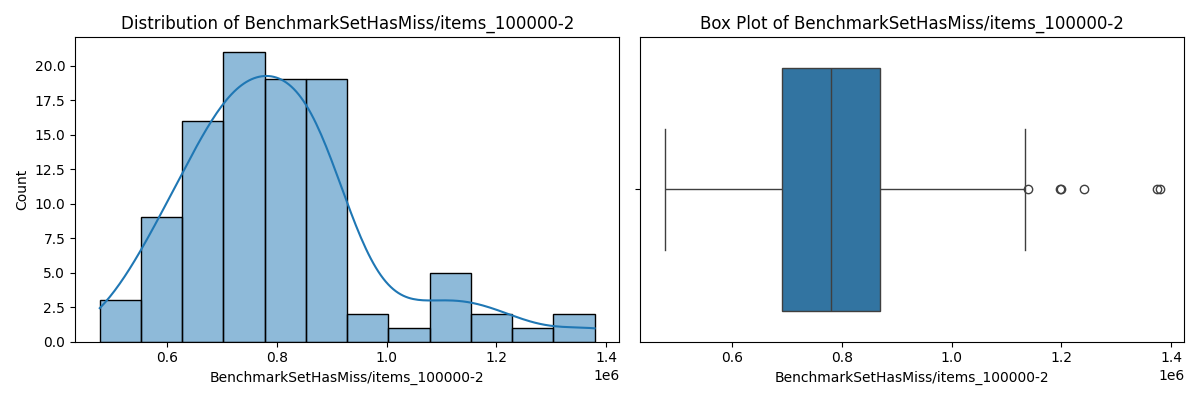 Distribution of BenchmarkSetHasMiss/items_100000-2
Count
20.0
17.5
15.0
12.5
10.0
7.5
5.0
2.5
0.0
0.6 0.8 1.0 1.2 1.4
1e6
BenchmarkSetHasMiss/items_100000-2
Box Plot of BenchmarkSetHasMiss/items_100000-2
0.6 0.8 1.0 1.2 1.4
1e6
BenchmarkSetHasMiss/items_100000-2